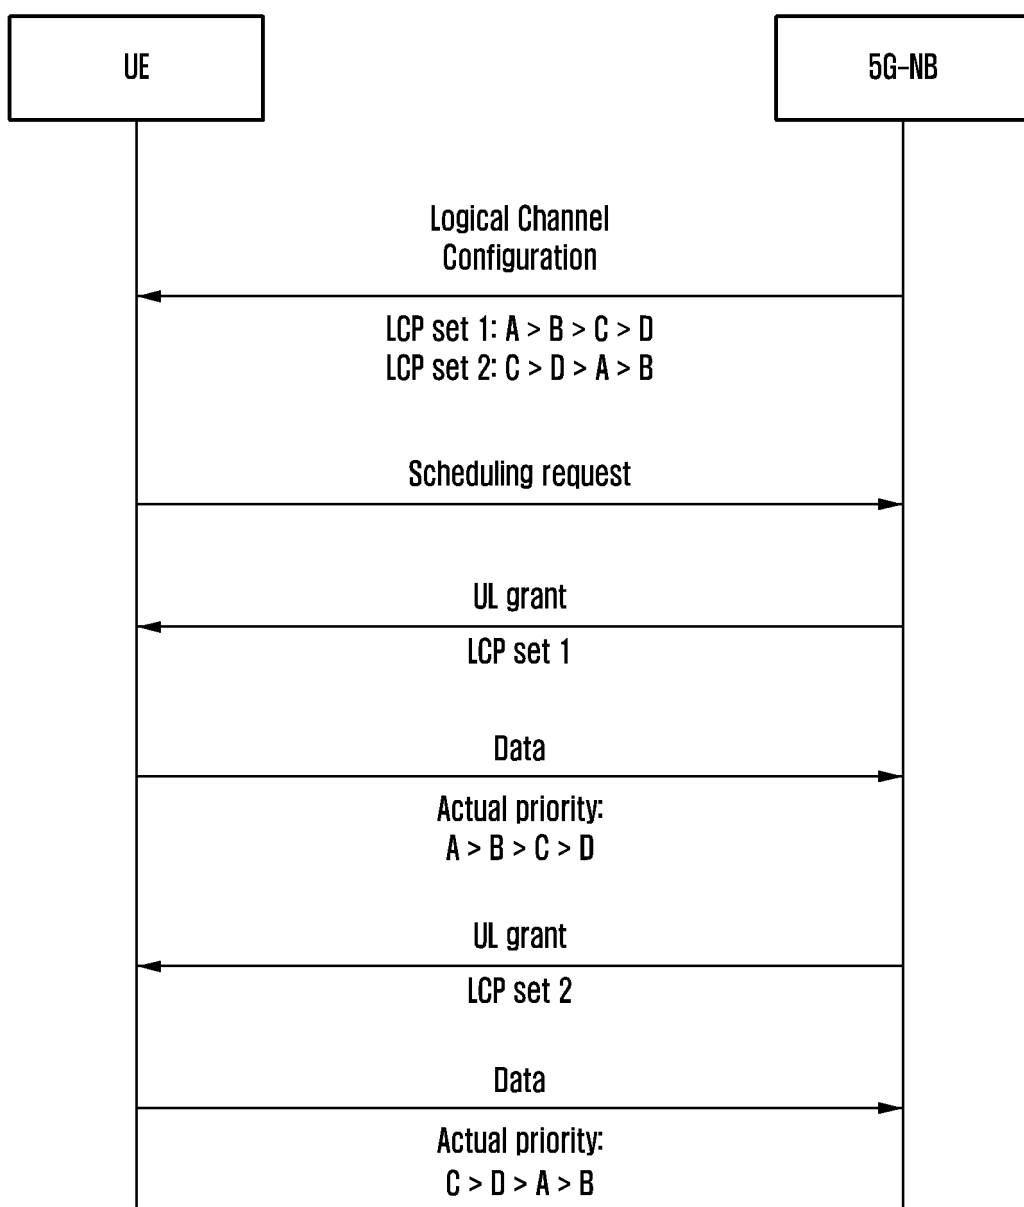 UE
5G-NB
Logical Channel
Configuration
LCP set 1: A > B > C > D
LCP set 2: C > D > A > B
Scheduling request
UL grant
LCP set 1
Data
Actual priority:
A > B > C > D
UL grant
LCP set 2
Data
Actual priority:
C > D > A > B